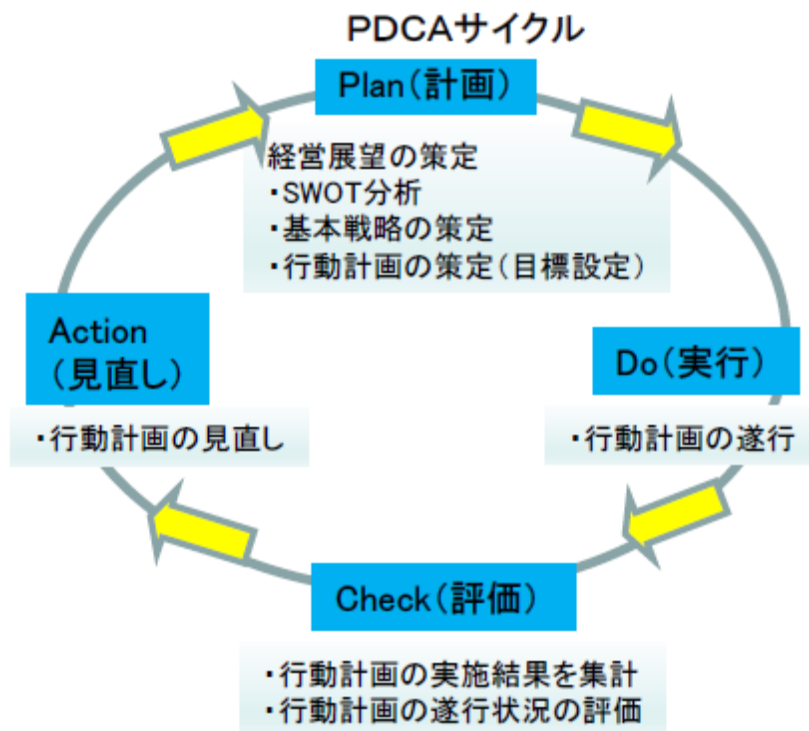 PDCAサイクル
Plan(計画)
経営展望の策定
・SWOT分析
・基本戦略の策定
・行動計画の策定(目標設定)
Do(実行)
・行動計画の遂行
Check(評価)
・行動計画の実施結果を集計
・行動計画の遂行状況の評価
Action
(見直し)
・行動計画の見直し